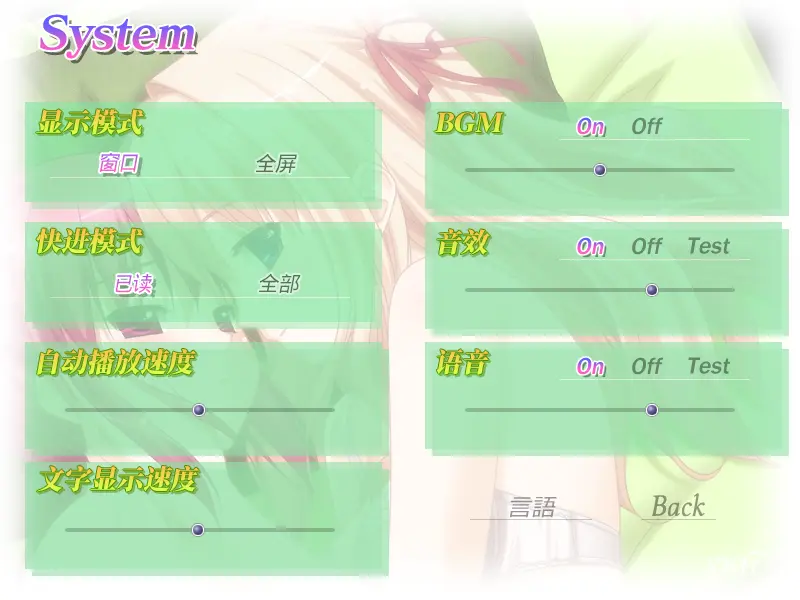 System
显示模式
窗口 全屏
快进模式
已读 全部
自动播放速度
文字显示速度
BGM
On Off
音效
On Off Test
语音
On Off Test
言語 Back